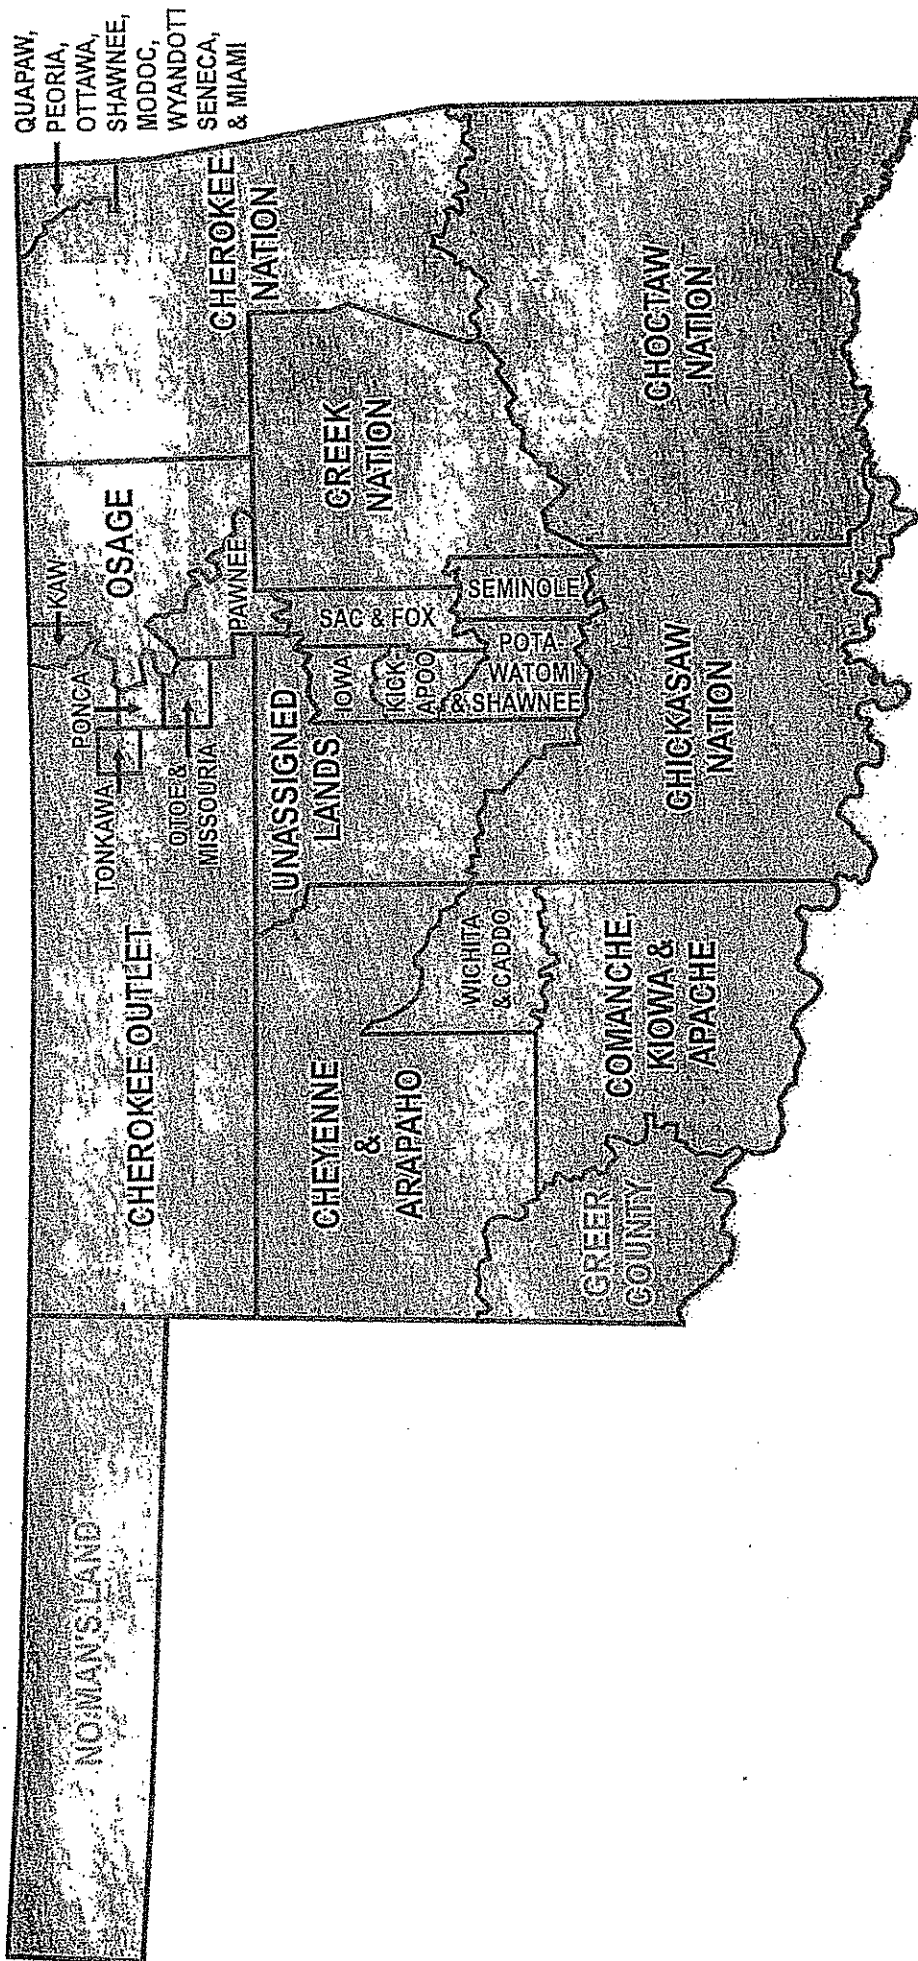 NO MAN'S LAND
CHEROKEE OUTLET
TONKAWA
PONCA
KAW
OTOE &
MISSOURIA
OSAGE
PAWNEE
QUAPAW,
PEORIA,
OTTAWA,
SHAWNEE,
MODOC,
WYANDOTT
SENECA,
& MIAMI
CHEROKEE
NATION
CHEYENNE
&
ARAPAHO
UNASSIGNED
LANDS
IOWA
KICK-
APOO
SAC & FOX
POTA-
WATOMI
& SHAWNEE
SEMINOLE
CREEK
NATION
WICHITA
& CADDO
GREER
COUNTY
COMANCHE,
KIOWA &
APACHE
CHICKASAW
NATION
CHOCTAW
NATION